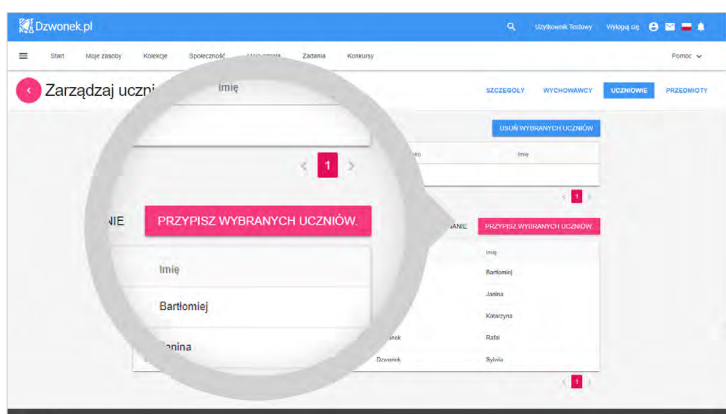 Dzwonek.pl
Użytkownik Testowy
Wyloguj się
Start
Moje zasoby
Kolekcje
Społeczność
Zadania
Konkursy
Pomoc
Zarządzaj uczni
SZCZEGÓŁY
WYCHOWAWCY
UCZNIOWIE
PRZEDMIOTY
USUŃ WYBRANYCH UCZNIÓW
Imię
Imię
< 1 >
< 1 >
NIE
PRZYPISZ WYBRANYCH UCZNIÓW.
PRZYPISZ WYBRANYCH UCZNIÓW.
Imię
Bartłomiej
Janina
Imię
Bartłomiej
Janina
Katarzyna
Rafał
Dzwonek
Sylwia
< 1 >